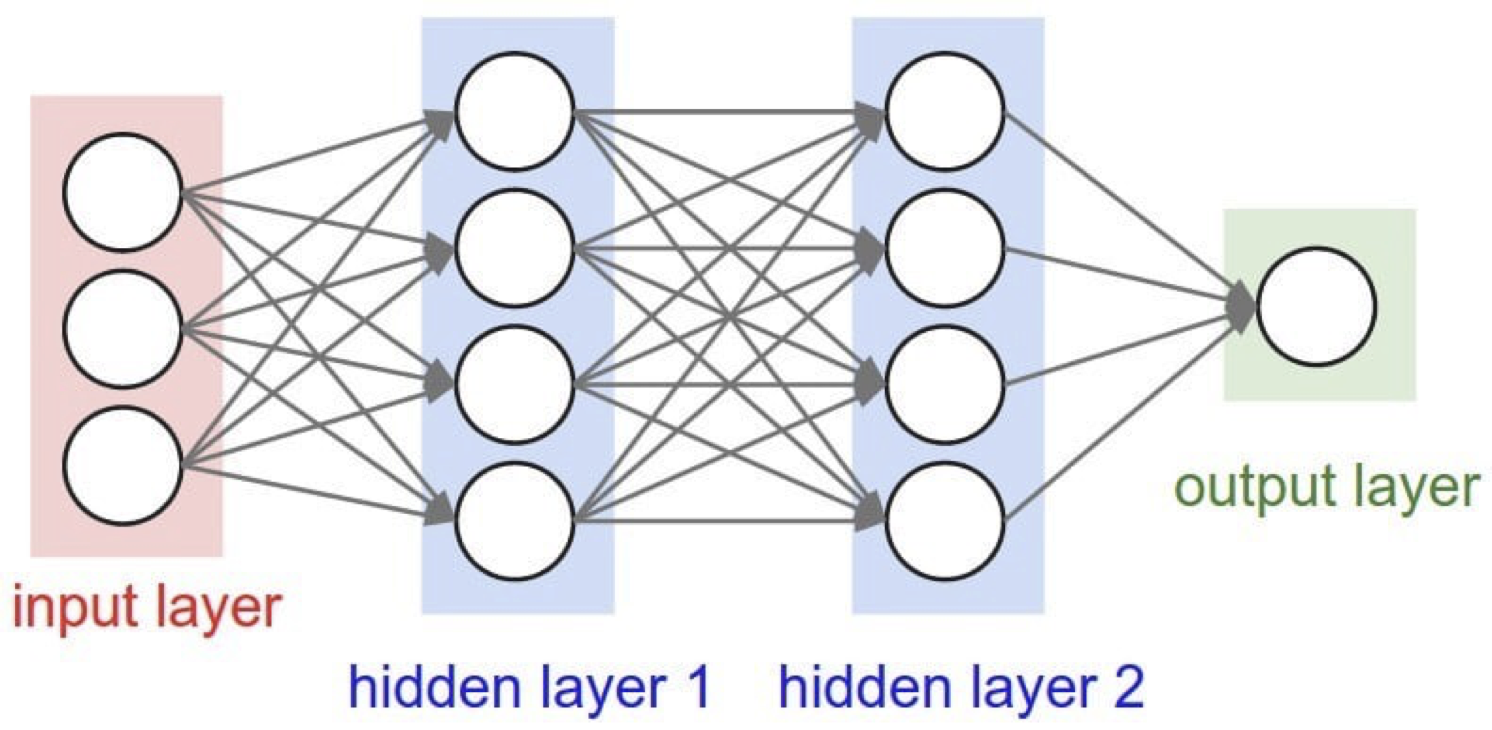 input layer
hidden layer 1
hidden layer 2
output layer